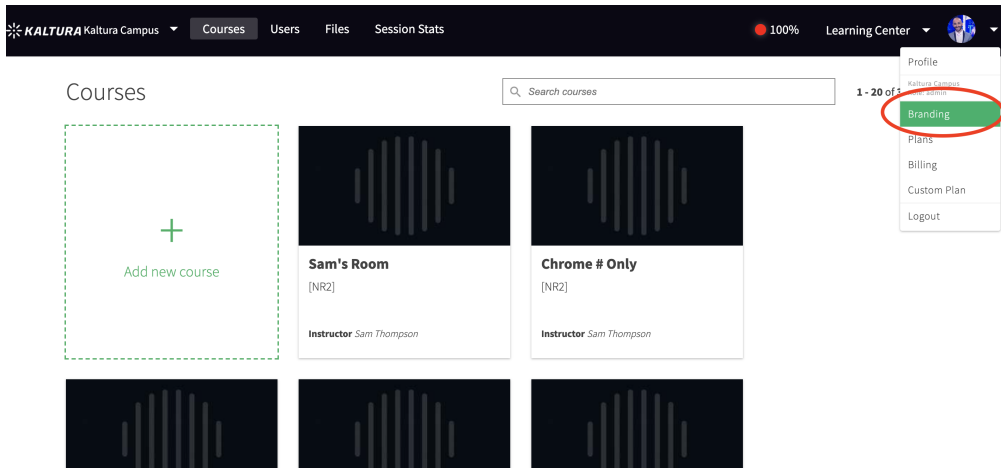 KALTURA Kaltura Campus Courses Users Files Session Stats 100% Learning Center
Profile
Kaltura Campus
admin
Branding
Plans
Billing
Custom Plan
Logout
Courses
Search courses
1 - 20 of
Add new course
Sam's Room
[NR2]
Instructor Sam Thompson
Chrome # Only
[NR2]
Instructor Sam Thompson